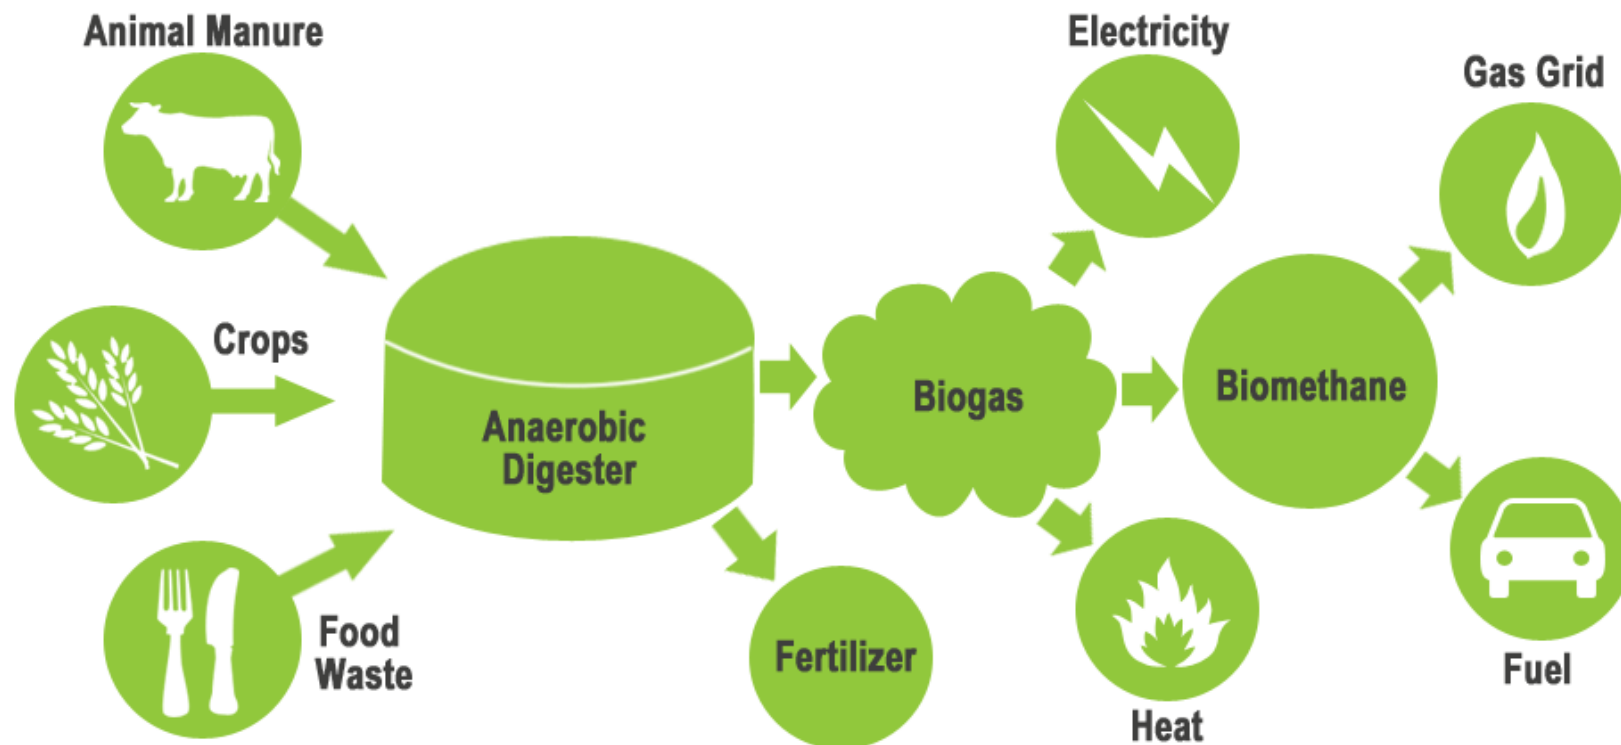 Animal Manure
Crops
Food
Waste
Anaerobic
Digester
Fertilizer
Biogas
Electricity
Heat
Biomethane
Gas Grid
Fuel